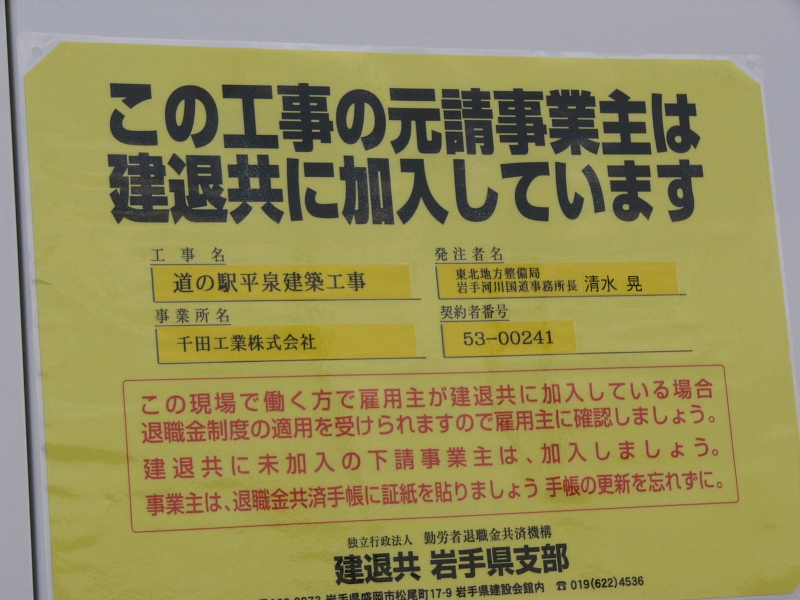 この工事の元請事業主は
建退共に加入しています
工事名
道の駅平泉建築工事
発注者名
東北地方整備局
岩手河川国道事務所長 清水 晃
事業所名
千田工業株式会社
契約者番号
53-00241
この現場で働く方で雇用主が建退共に加入している場合
退職金制度の適用を受けられますので雇用主に確認しましょう。
建退共に未加入の下請事業主は、加入しましょう。
事業主は、退職金共済手帳に証紙を貼りましょう 手帳の更新を忘れずに。
独立行政法人 勤労者退職金共済機構
建退共 岩手県支部
岩手県盛岡市松尾町17-9 岩手県建設会館内 ☎019(622)4536